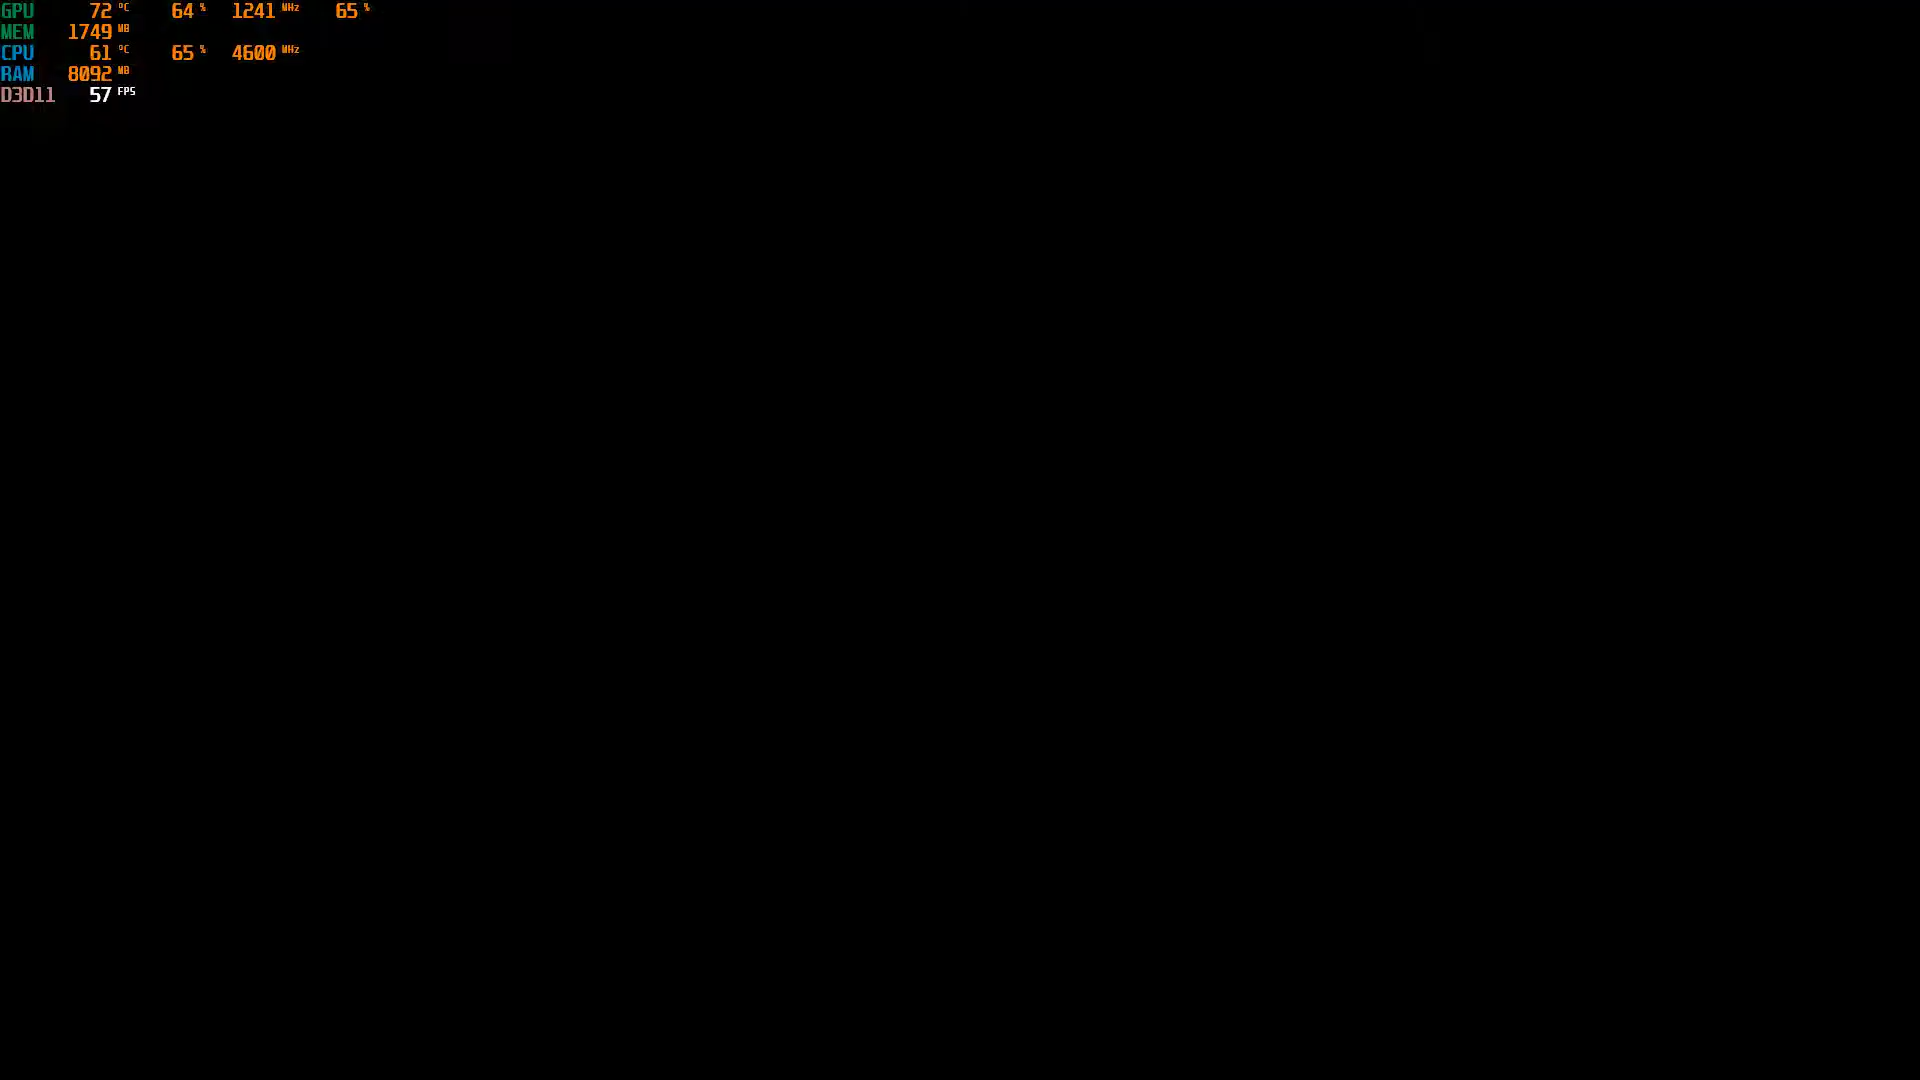 GPU 72 °C 64 % 1241 MHz 65 %
MEM 1749 MB
CPU 61 °C 65 % 4600 MHz
RAM 8092 MB
D3D11 57 FPS